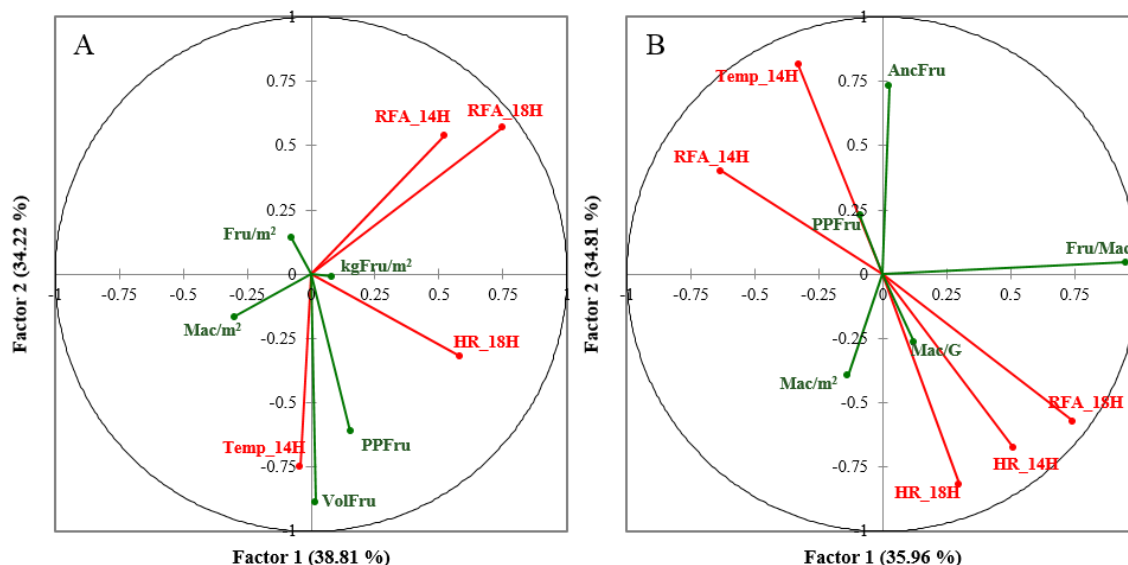 A
1
0.75
0.5
0.25
0
-0.25
-0.5
-0.75
-1
-1
-0.75
-0.5
-0.25
0
0.25
0.5
0.75
1
RFA_14H
RFA_18H
Fru/m²
kgFru/m²
Mac/m²
HR_18H
PPFru
Temp_14H
VolFru
Factor 2 (34.22 %)
Factor 1 (38.81 %)
B
1
0.75
0.5
0.25
0
-0.25
-0.5
-0.75
-1
-1
-0.75
-0.5
-0.25
0
0.25
0.5
0.75
Temp_14H
AncFru
RFA_14H
PPFru
Fru/Mac
Mac/G
Mac/m²
RFA_18H
HR_14H
HR_18H
Factor 2 (34.81 %)
Factor 1 (35.96 %)